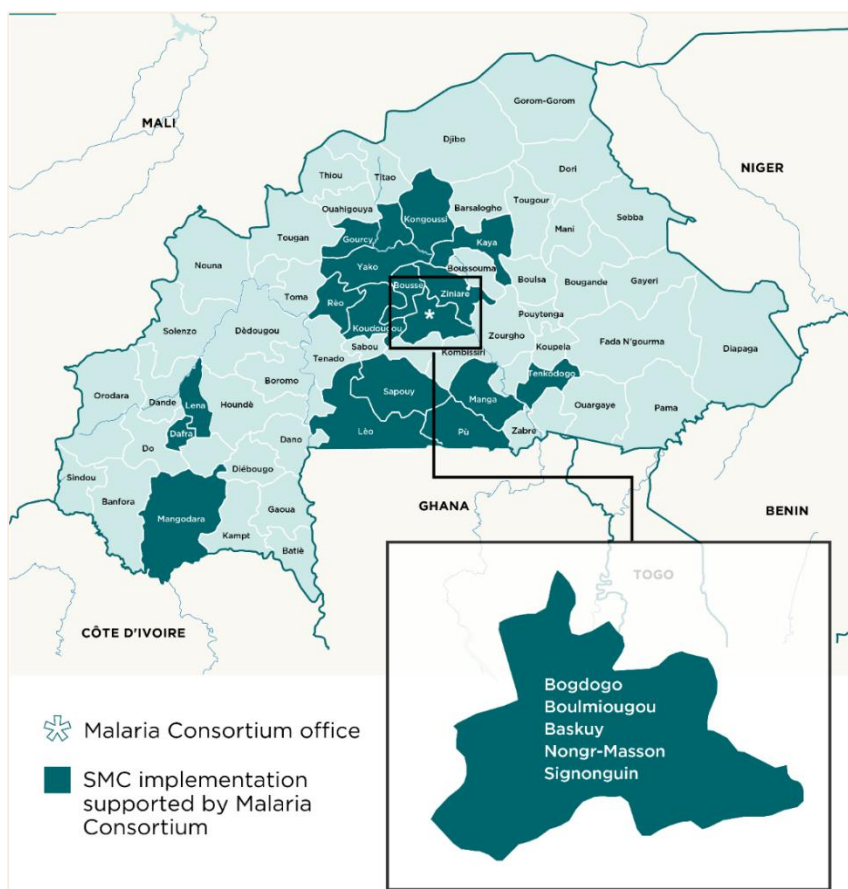 MALI
NIGER
Gorom-Gorom
Djibo
Dori
Thiou
Titao
Tougour
Sebba
Ouahigouya
Kongoussi
Barsalogho
Mani
Gourcy
Kaya
Tougan
Nouna
Yako
Boussouma
Boulsa
Bougande
Gayeri
Toma
Bousse
Ziniare
Rèo
Pouytenga
Solenzo
Dèdougou
Koudougou
Zourgho
Koupela
Fada N'gourma
Diapaga
Sabou
Kombissiri
Tenado
Tenkodogo
Boromo
Orodara
Dande
Lena
Houndè
Sapouy
Manga
Ouargaye
Pama
Dafra
Dano
Lèo
Pù
Zabre
Do
Sindou
Diébougo
Banfora
Mangodara
Gaoua
Kampt
Batiè
GHANA
BENIN
TOGO
CÔTE D'IVOIRE
Bogdogo
Boulmiougou
Baskuy
Nongr-Masson
Signonguin
Malaria Consortium office
SMC implementation
supported by Malaria
Consortium